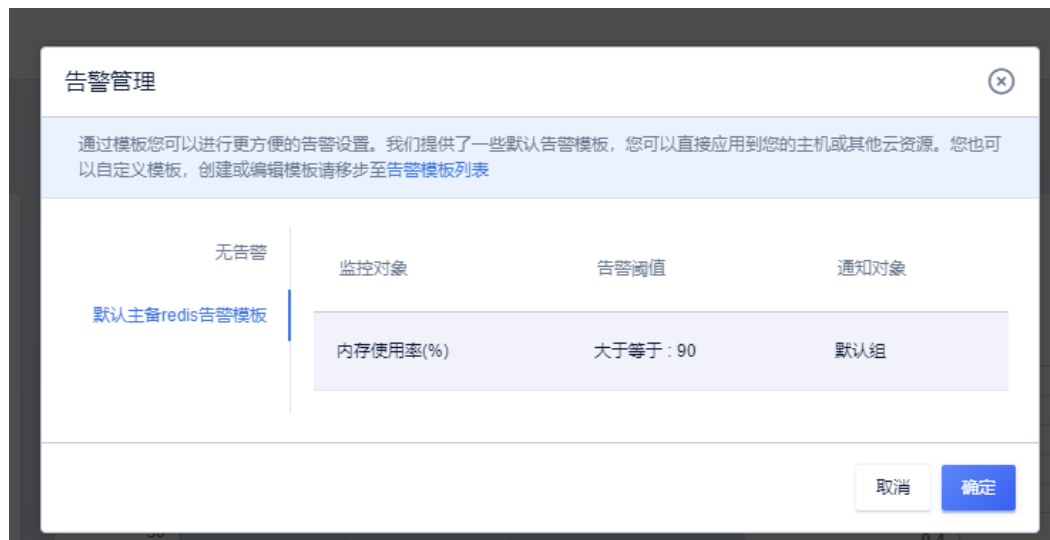 告警管理
通过模板您可以进行更方便的告警设置。我们提供了一些默认告警模板，您可以直接应用到您的主机或其他云资源。您也可
以自定义模板，创建或编辑模板请移步至告警模板列表
无告警
默认主备redis告警模板
监控对象 告警阈值 通知对象
内存使用率(%) 大于等于 : 90 默认组
取消 确定